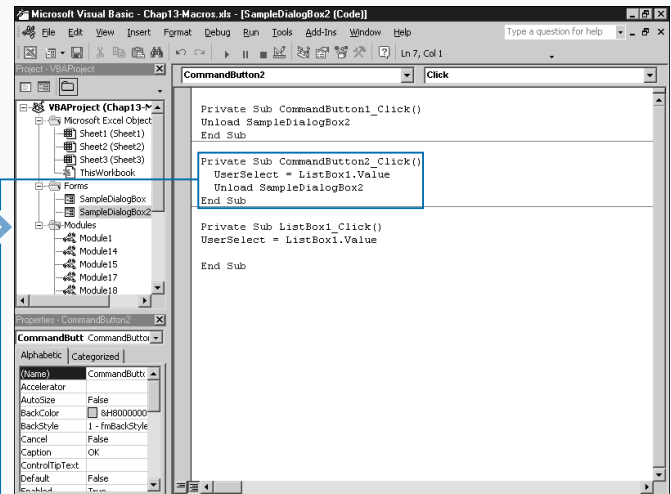 Microsoft Visual Basic - Chap13-Macros.xls - [SampleDialogBox2 (Code)]
File Edit View Insert Format Debug Run Tools Add-Ins Window Help Type a question for help
Ln 7, Col 1
Project - VBAProject
VBAProject (Chap13-M
Microsoft Excel Object
Sheet1 (Sheet1)
Sheet2 (Sheet2)
Sheet3 (Sheet3)
ThisWorkbook
Forms
SampleDialogBox
SampleDialogBox2
Modules
Module1
Module14
Module15
Module17
Module18
Properties - CommandButton2
CommandButt CommandButton
Alphabetic Categorized
(Name) CommandButto
Accelerator
AutoSize False
BackColor &H8000000
BackStyle 1 - fmBackStyle
Cancel False
Caption OK
ControlTipText
Default False
Enabled True
CommandButton2 Click
Private Sub CommandButton1_Click()
Unload SampleDialogBox2
End Sub
Private Sub CommandButton2_Click()
UserSelect = ListBox1.Value
Unload SampleDialogBox2
End Sub
Private Sub ListBox1_Click()
UserSelect = ListBox1.Value
End Sub